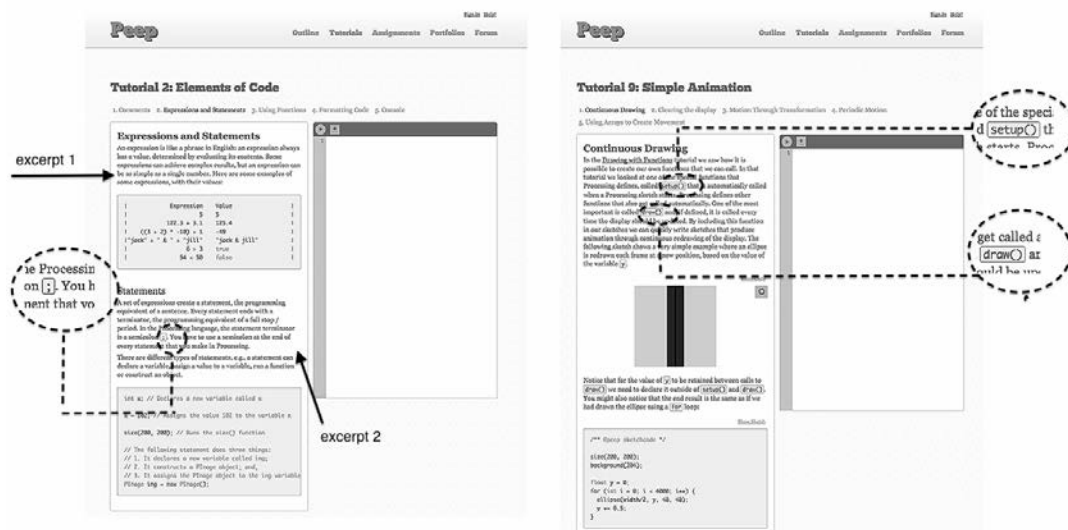 Peep
Outline Tutorials Assignments Portfolios Forum
Tutorial 2: Elements of Code
1. Comments 2. Expressions and Statements 3. Using Functions 4. Formatting Code 5. Console
excerpt 1
Expressions and Statements
An expression is like a phrase in English: an expression always
has a value, determined by evaluating its contents. Some
expressions can achieve complex results, but an expression can
be as simple as a single number. Here are some examples of
some expressions, with their values:
| Expression Value |
| 5 5 |
| 122.3 + 3.1 125.4 |
| ((3 + 2) * -10) + 1 -49 |
|"jack" + " & " + "jill" "jack & jill" |
| 6 > 3 true |
| 54 < 50 false |
ne Processin
on ; . You h
nent that vo
Statements
A set of expressions create a statement, the programming
equivalent of a sentence. Every statement ends with a
terminator, the programming equivalent of a full stop /
period. In the Processing language, the statement terminator
is a semicolon ; . You have to use a semicolon at the end of
every statement that you make in Processing.
There are different types of statements, e.g., a statement can
declare a variable, assign a value to a variable, run a function
or construct an object.
int a; // Declares a new variable called a
a = 102; // Assigns the value 102 to the variable a
size(200, 200); // Runs the size() function
// The following statement does three things:
// 1. It declares a new variable called img;
// 2. It constructs a PImage object; and,
// 3. It assigns the PImage object to the img variable
PImage img = new PImage();
1
excerpt 2
Peep
Outline Tutorials Assignments Portfolios Forum
Tutorial 9: Simple Animation
1. Continuous Drawing 2. Clearing the display 3. Motion Through Transformation 4. Periodic Motion
5. Using Arrays to Create Movement
Continuous Drawing
In the Drawing with Functions tutorial we saw how it is
possible to create our own functions that we can call. In that
tutorial we looked at one of the special functions that
Processing defines, called setup() that is automatically called
when a Processing sketch starts. Processing defines other
functions that also get called automatically. One of the most
important is called draw() and if defined, it is called every
time the display should be updated. By including this function
in our sketches we can quickly write sketches that produce
animation through continuous redrawing of the display. The
following sketch shows a very simple example where an ellipse
is redrawn each frame at a new position, based on the value of
the variable y.
Notice that for the value of y to be retained between calls to
draw() we need to declare it outside of setup() and draw().
You might also notice that the end result is the same as if we
had drawn the ellipse using a for loop:
/** @peep sketchcode */
size(200, 200);
background(204);
float y = 0;
for (int i = 0; i < 4000; i++) {
ellipse(width/2, y, 40, 40);
y += 0.5;
}
1
e of the speci
d setup() th
starts. Proc
get called a
draw() an
ould be up